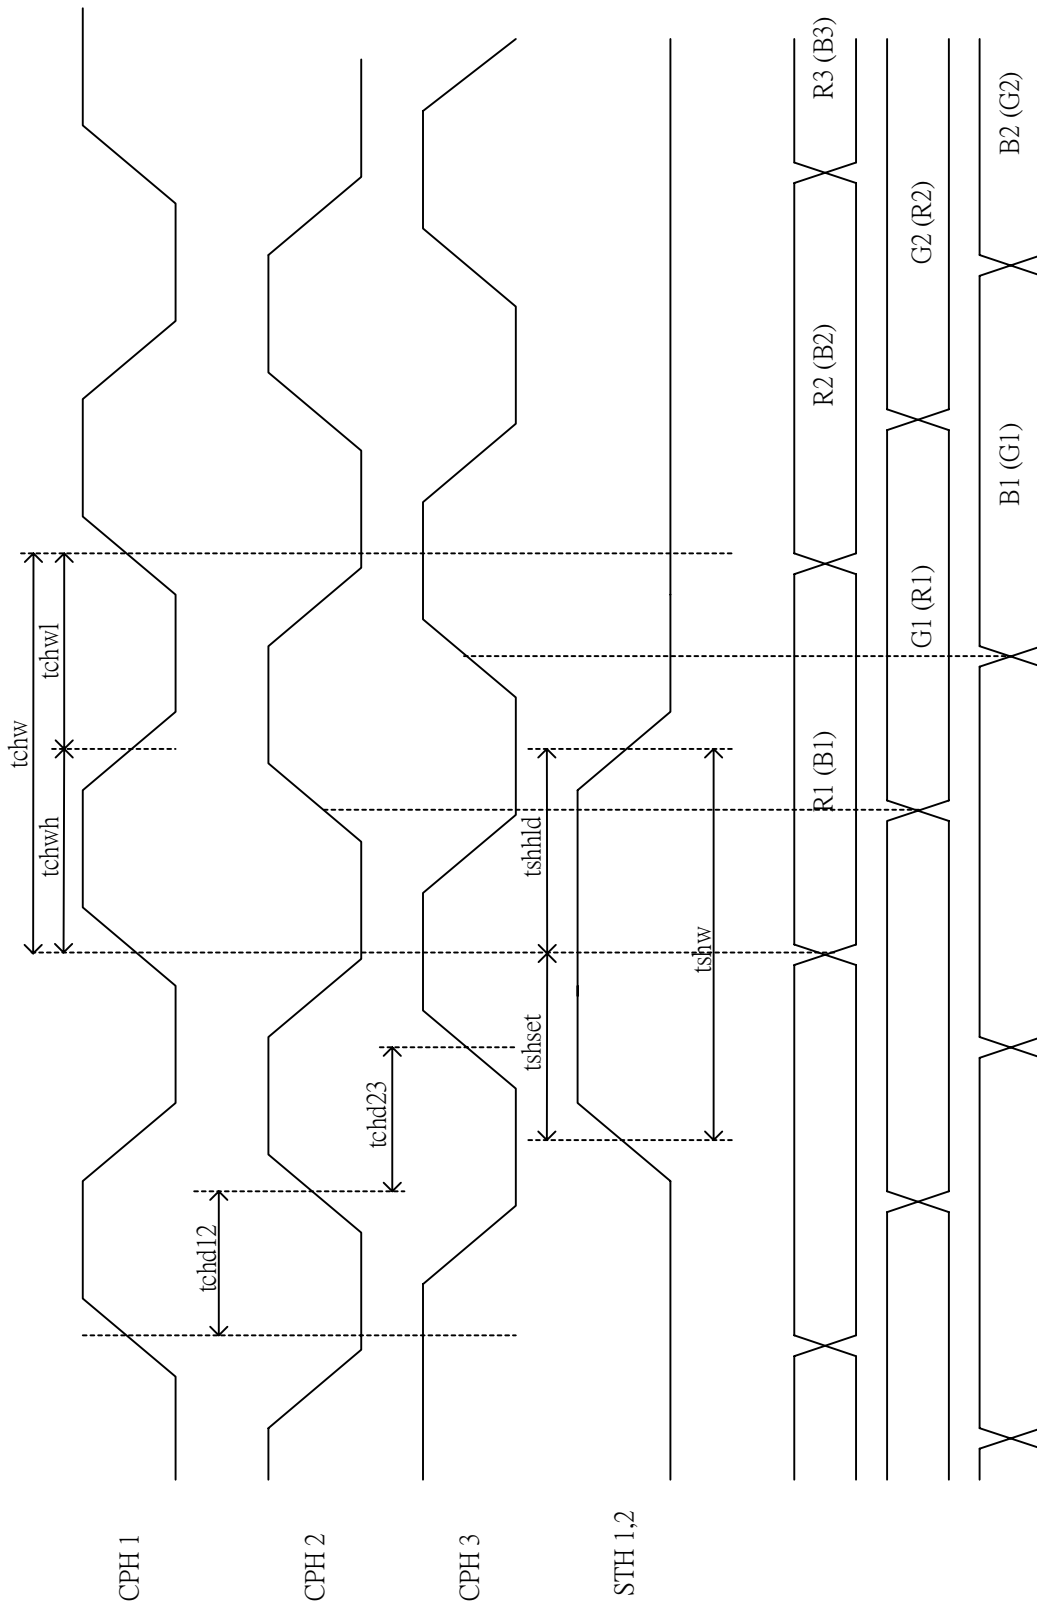 tchw
tchwh
tchwl
CPH 1
tchd12
CPH 2
tchd23
CPH 3
tshset
tshhld
STH 1,2
tshw
R1 (B1)
R2 (B2)
R3 (B3)
G1 (R1)
G2 (R2)
B1 (G1)
B2 (G2)